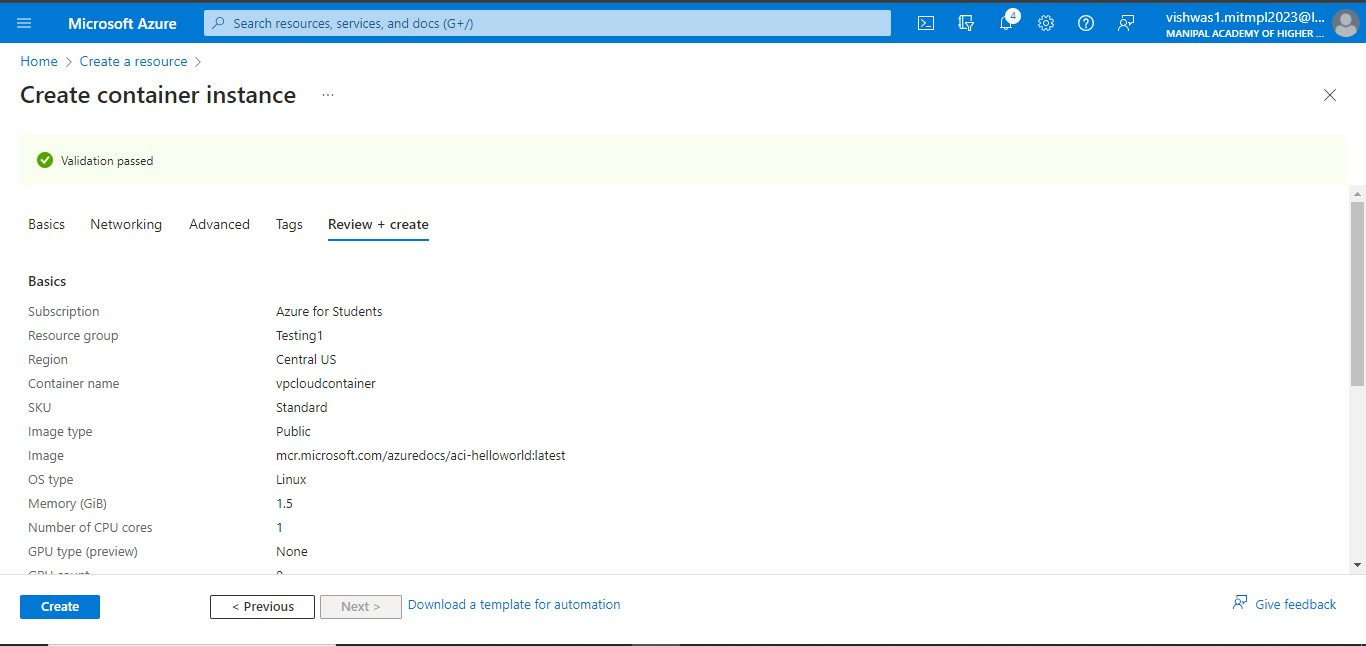 Microsoft Azure
Search resources, services, and docs (G+/)
4
vishwas1.mitmpl2023@l...
MANIPAL ACADEMY OF HIGHER ...
Home > Create a resource >
Create container instance ...
Validation passed
Basics Networking Advanced Tags Review + create
Basics
Subscription Azure for Students
Resource group Testing1
Region Central US
Container name vpcloudcontainer
SKU Standard
Image type Public
Image mcr.microsoft.com/azuredocs/aci-helloworld:latest
OS type Linux
Memory (GiB) 1.5
Number of CPU cores 1
GPU type (preview) None
GPU count 0
Create < Previous Next > Download a template for automation Give feedback